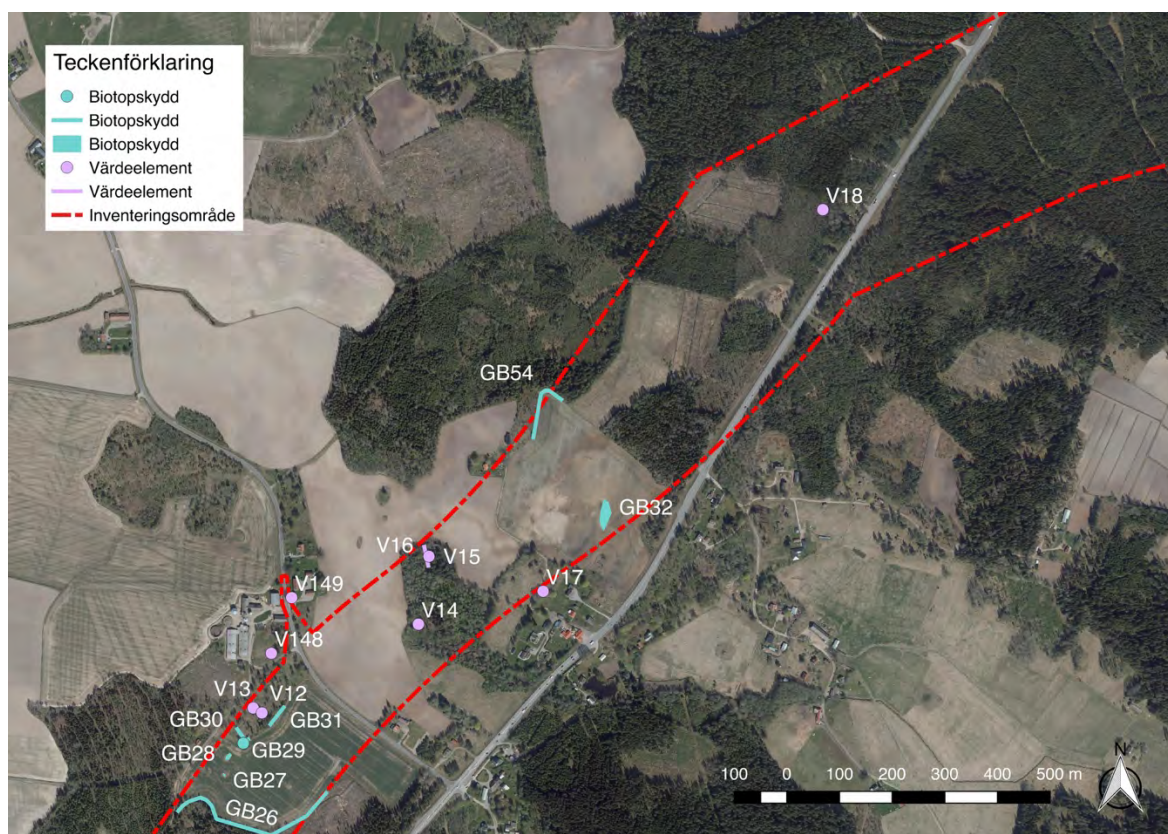 Teckenförklaring
Biotopskydd
Biotopskydd
Biotopskydd
Värdeelement
Värdeelement
Inventeringsområde
V18
GB54
GB32
V16
V15
V17
V149
V14
V148
V13
V12
GB30
GB31
GB28
GB29
GB27
GB26
100 0 100 200 300 400 500 m
N